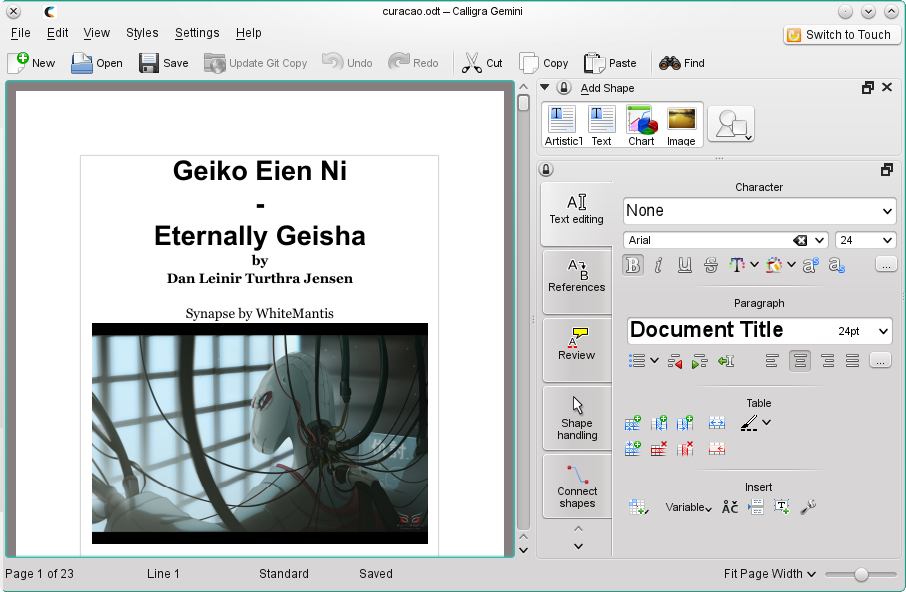 curacao.odt – Calligra Gemini
File Edit View Styles Settings Help
Switch to Touch
New Open Save Update Git Copy Undo Redo Cut Copy Paste Find
Geiko Eien Ni
-
Eternally Geisha
by
Dan Leinir Turthra Jensen
Synapse by WhiteMantis
Add Shape
ArtisticT Text Chart Image
Text editing
References
Review
Shape
handling
Connect
shapes
Character
None
Arial 24
...
Paragraph
Document Title 24pt
...
Table
Insert
Variable
Page 1 of 23 Line 1 Standard Saved Fit Page Width